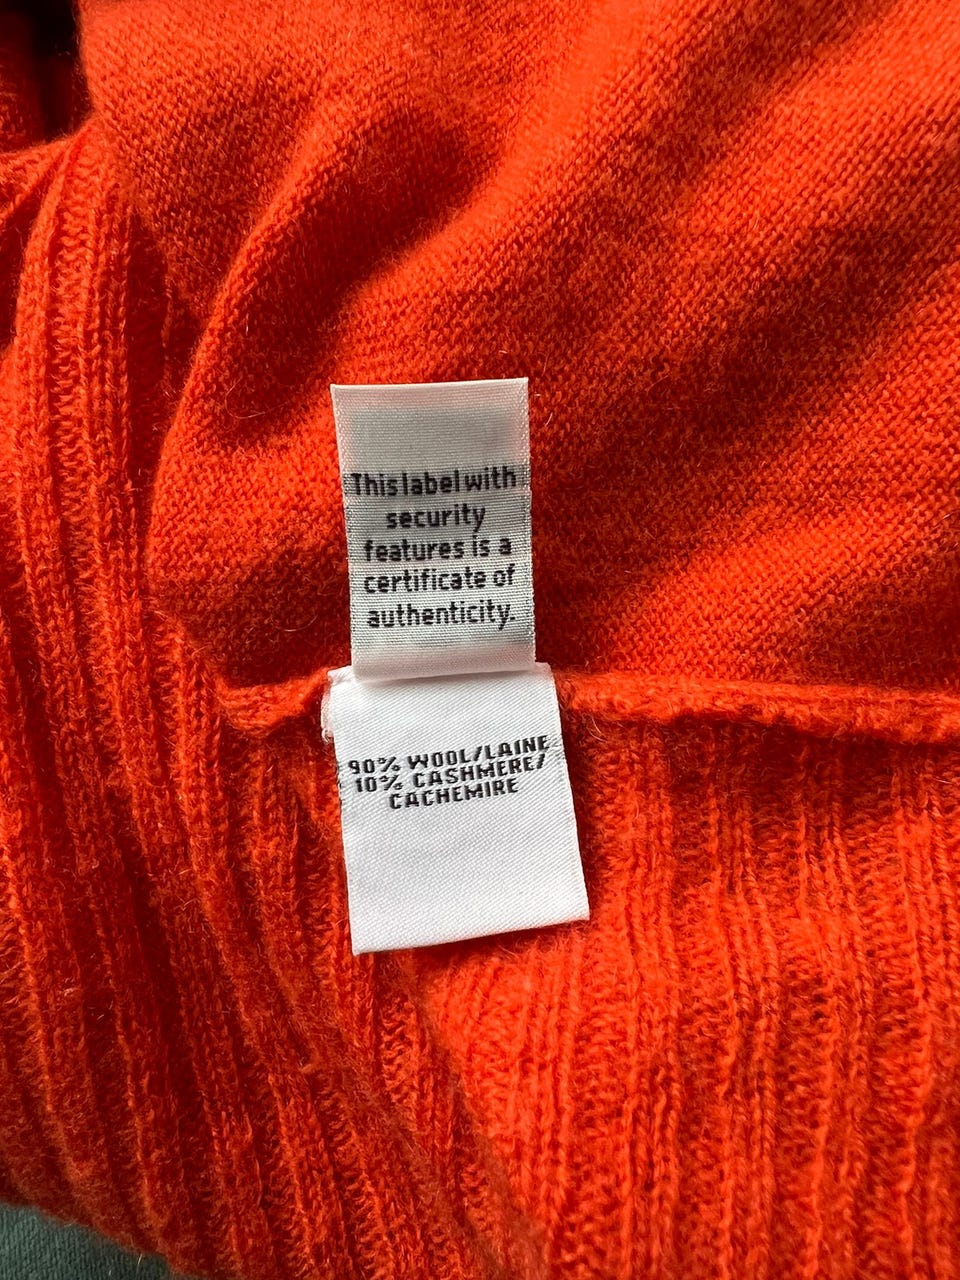 This label with
security
features is a
certificate of
authenticity.
90% WOOL/LAINE
10% CASHMERE/
CACHEMIRE